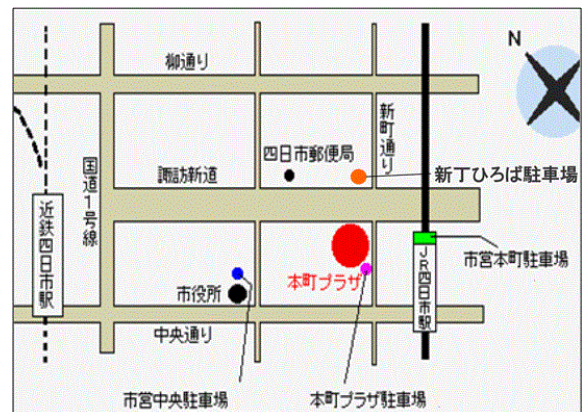 N
柳通り
新町通り
四日市郵便局
国道1号線
諏訪新道
新丁ひろば駐車場
近鉄四日市駅
市営本町駐車場
JR四日市駅
本町プラザ
市役所
中央通り
市営中央駐車場
本町プラザ駐車場